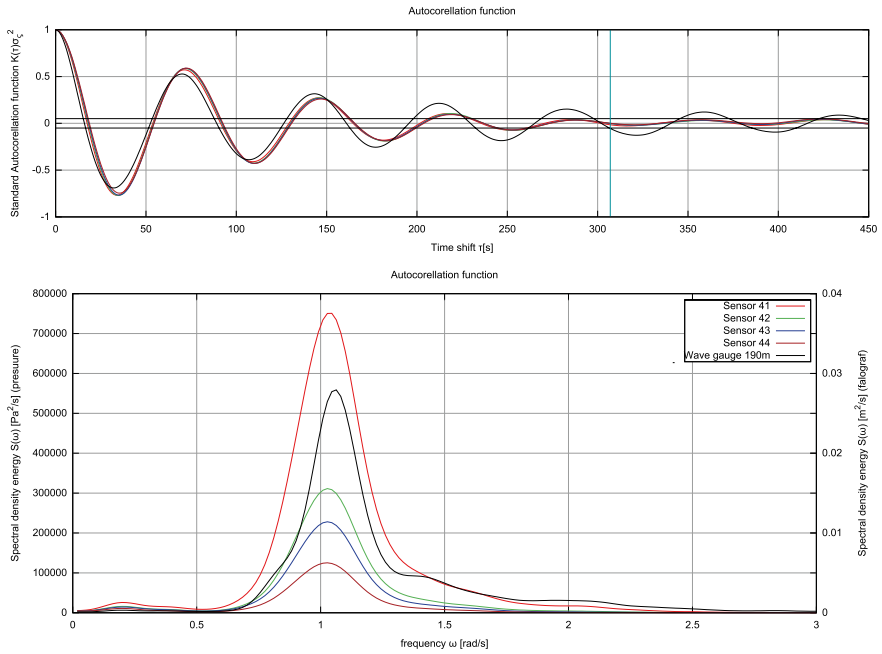 Autocorellation function
Standard Autocorellation function K(τ)σς2
1
0.5
0
-0.5
-1
0 50 100 150 200 250 300 350 400 450
Time shift τ[s]
Autocorellation function
Spectral density energy S(ω) [Pa2/s] (presuure)
800000
700000
600000
500000
400000
300000
200000
100000
0
Sensor 41
Sensor 42
Sensor 43
Sensor 44
Wave gauge 190m
0.04
0.03
0.02
0.01
0
Spectral density energy S(ω) [m2/s] (falograf)
0 0.5 1 1.5 2 2.5 3
frequency ω [rad/s]